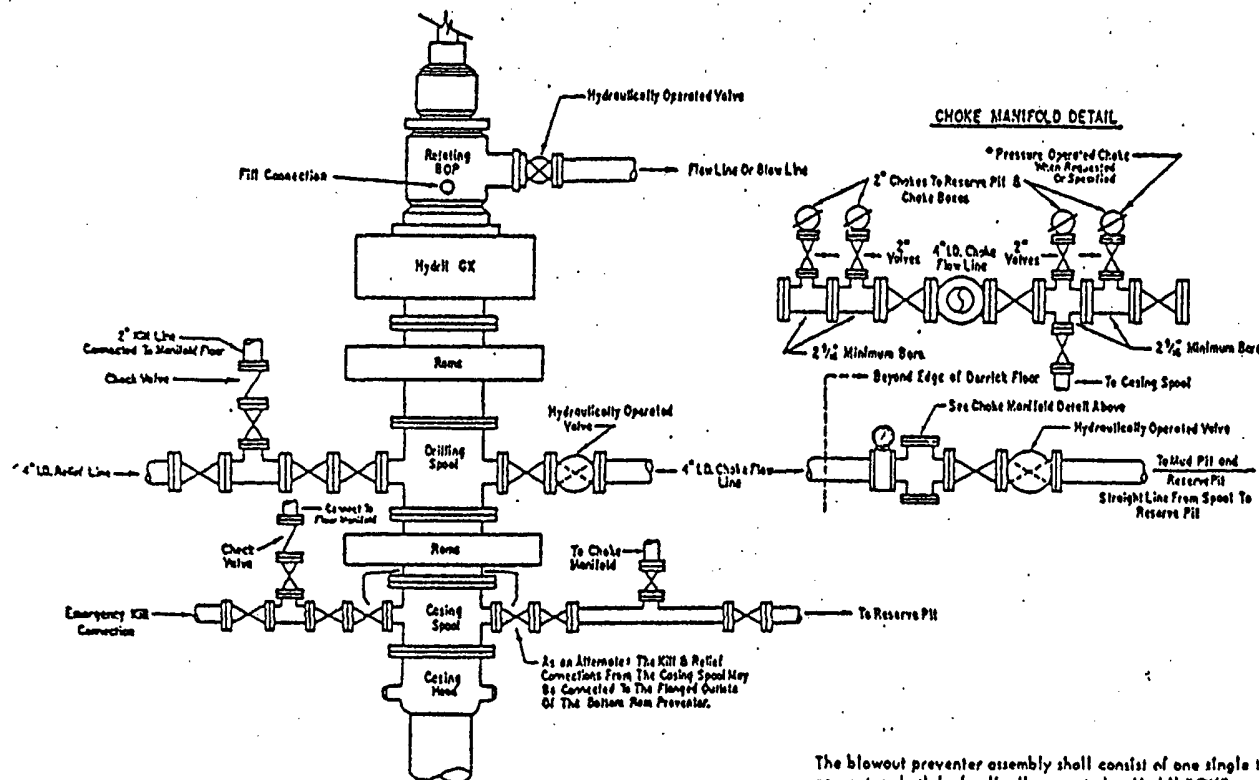 Hydraulically Operated Valve
Rotating
BOP
Fill Connection
Flow Line Or Blow Line
Hydril GK
2" Kill Line
Connected To Manifold Floor
Check Valve
Rams
Hydraulically Operated
Valve
4" I.D. Relief Line
Drilling
Spool
4" I.D. Choke Flow
Line
Connect To
Floor Manifold
Check
Valve
Rams
To Choke
Manifold
Emergency Kill
Connection
Casing
Spool
To Reserve Pit
As an Alternate: The Kill & Relief
Connections From The Casing Spool May
Be Connected To The Flanged Outlets
Of The Bottom Ram Preventer.
Casing
Head
CHOKE MANIFOLD DETAIL
* Pressure Operated Choke
When Requested
Or Specified
2" Chokes To Reserve Pit &
Choke Boxes
2"
Valves
4" I.D. Choke
Flow Line
2"
Valves
2 9/16" Minimum Bore
2 9/16" Minimum Bore
To Casing Spool
Beyond Edge of Derrick Floor
See Choke Manifold Detail Above
Hydraulically Operated Valve
To Mud Pit and
Reserve Pit
Straight Line From Spool To
Reserve Pit
The blowout preventer assembly shall consist of one single